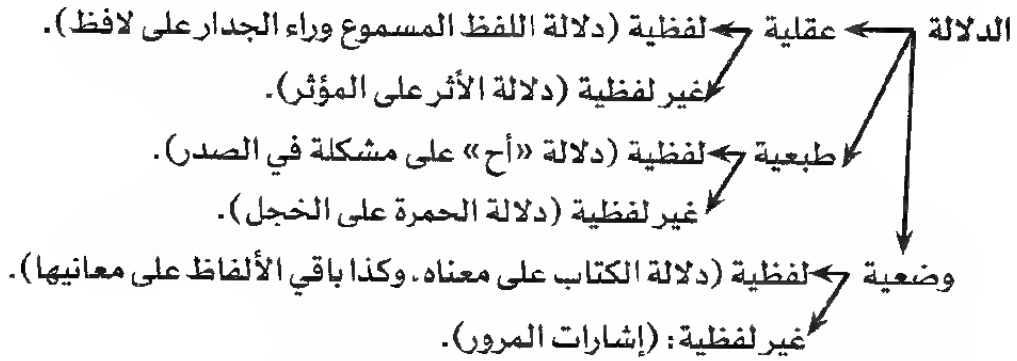 الدلالة عقلية لفظية (دلالة اللفظ المسموع وراء الجدار على لافظ).
غير لفظية (دلالة الأثر على المؤثر).
طبعية لفظية (دلالة «أح» على مشكلة في الصدر).
غير لفظية (دلالة الحمرة على الخجل).
وضعية لفظية (دلالة الكتاب على معناه. وكذا باقي الألفاظ على معانيها).
غير لفظية: (إشارات المرور).